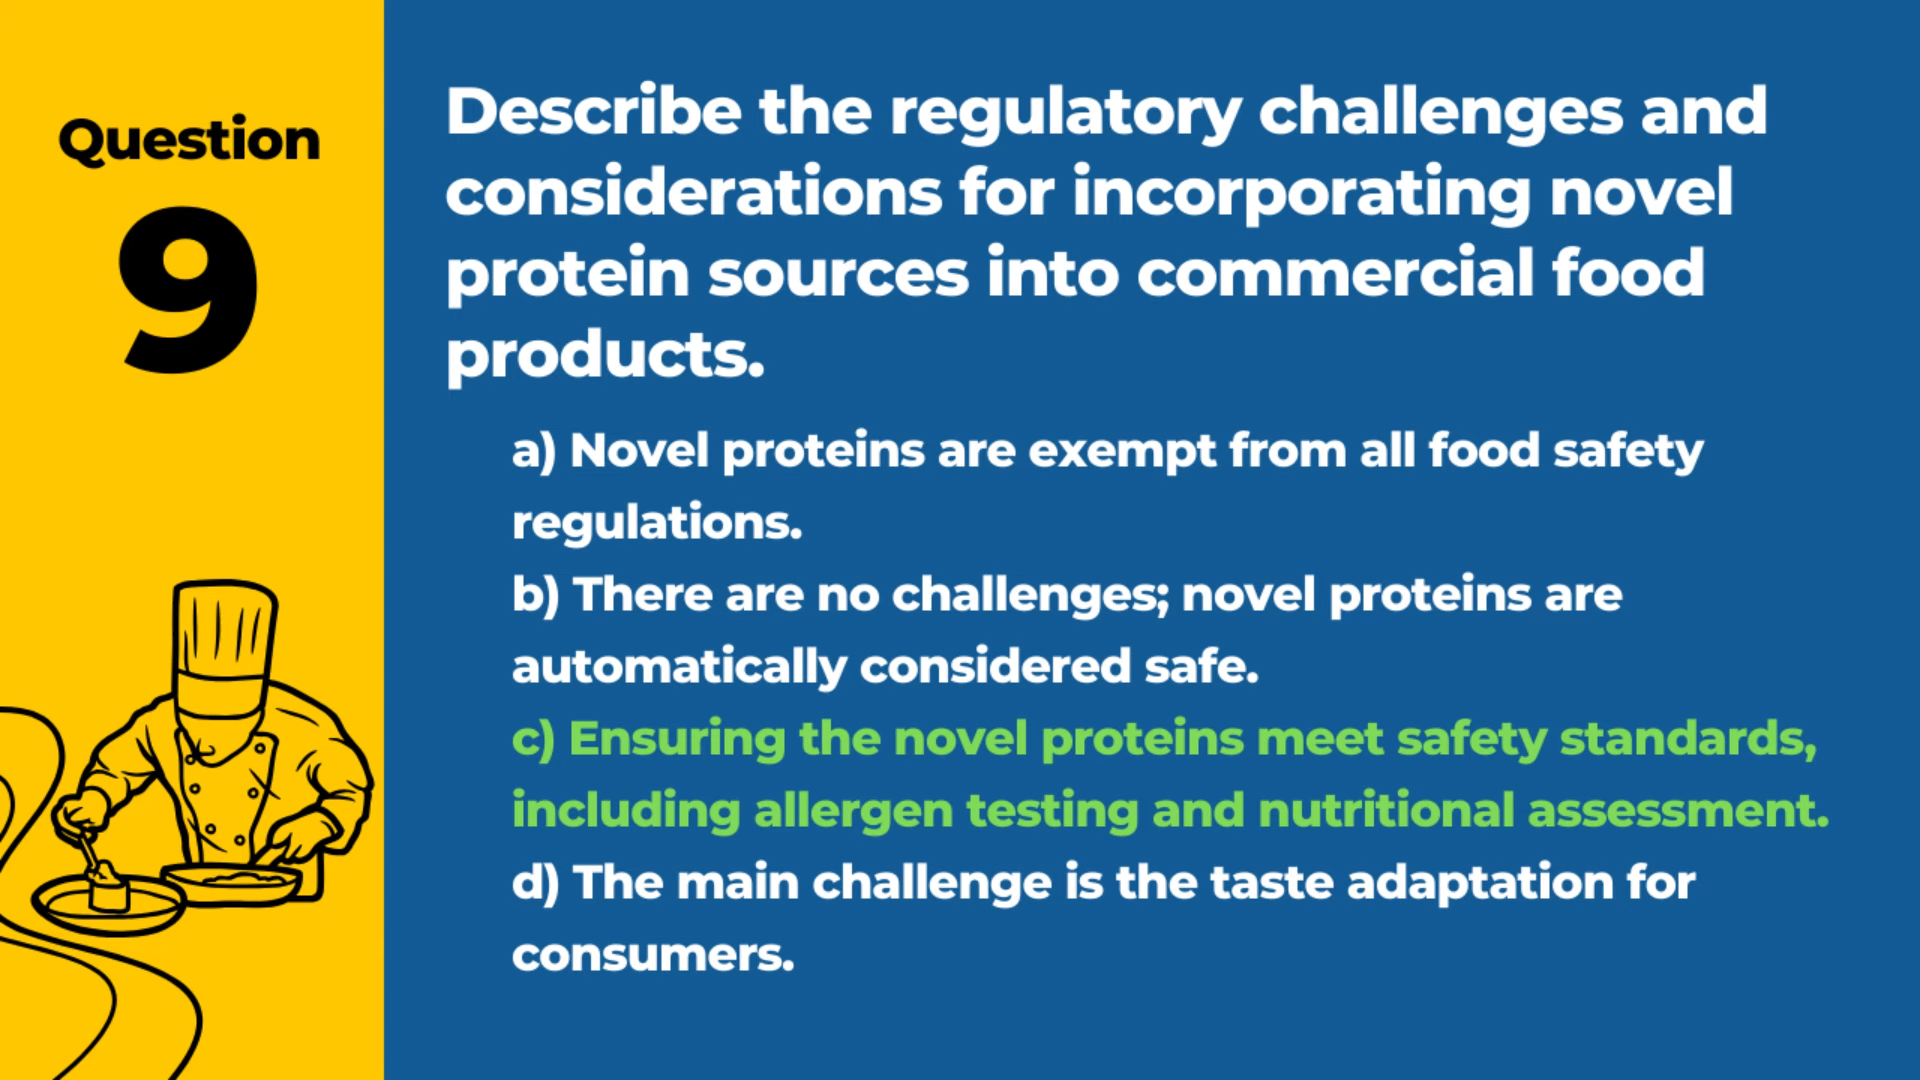 Question
9
Describe the regulatory challenges and
considerations for incorporating novel
protein sources into commercial food
products.
a) Novel proteins are exempt from all food safety
regulations.
b) There are no challenges; novel proteins are
automatically considered safe.
c) Ensuring the novel proteins meet safety standards,
including allergen testing and nutritional assessment.
d) The main challenge is the taste adaptation for
consumers.